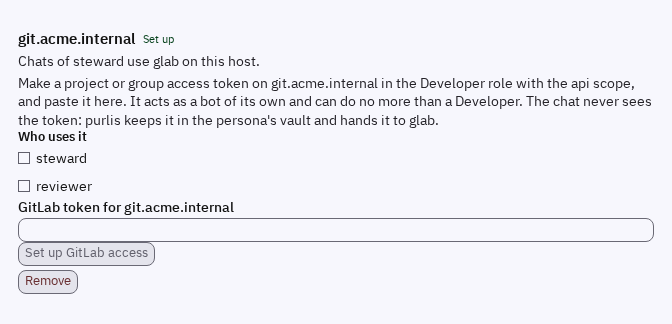 git.acme.internal Set up
Chats of steward use glab on this host.
Make a project or group access token on git.acme.internal in the Developer role with the api scope,
and paste it here. It acts as a bot of its own and can do no more than a Developer. The chat never sees
the token: purlis keeps it in the persona's vault and hands it to glab.
Who uses it
steward
reviewer
GitLab token for git.acme.internal
Set up GitLab access
Remove